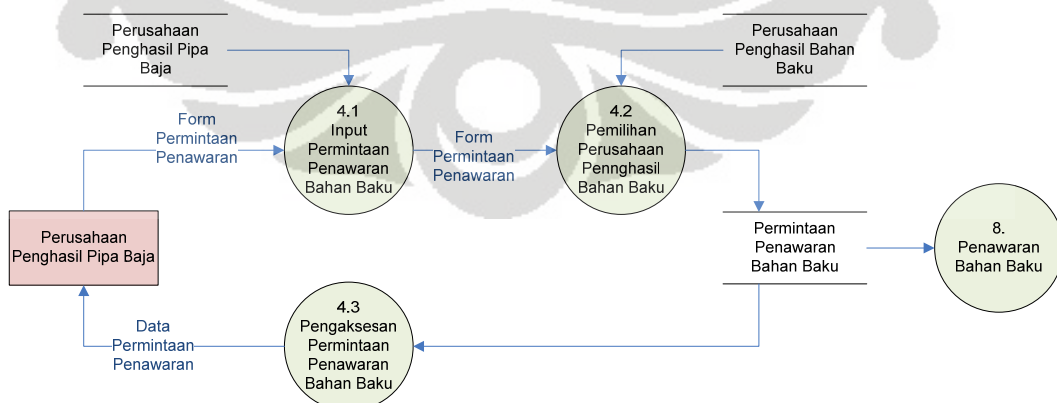 Perusahaan
Penghasil Pipa
Baja
Perusahaan
Penghasil Bahan
Baku
Form
Permintaan
Penawaran
4.1
Input
Permintaan
Penawaran
Bahan Baku
Form
Permintaan
Penawaran
4.2
Pemilihan
Perusahaan
Pennghasil
Bahan Baku
Perusahaan
Penghasil Pipa Baja
Permintaan
Penawaran
Bahan Baku
8.
Penawaran
Bahan Baku
Data
Permintaan
Penawaran
4.3
Pengaksesan
Permintaan
Penawaran
Bahan Baku